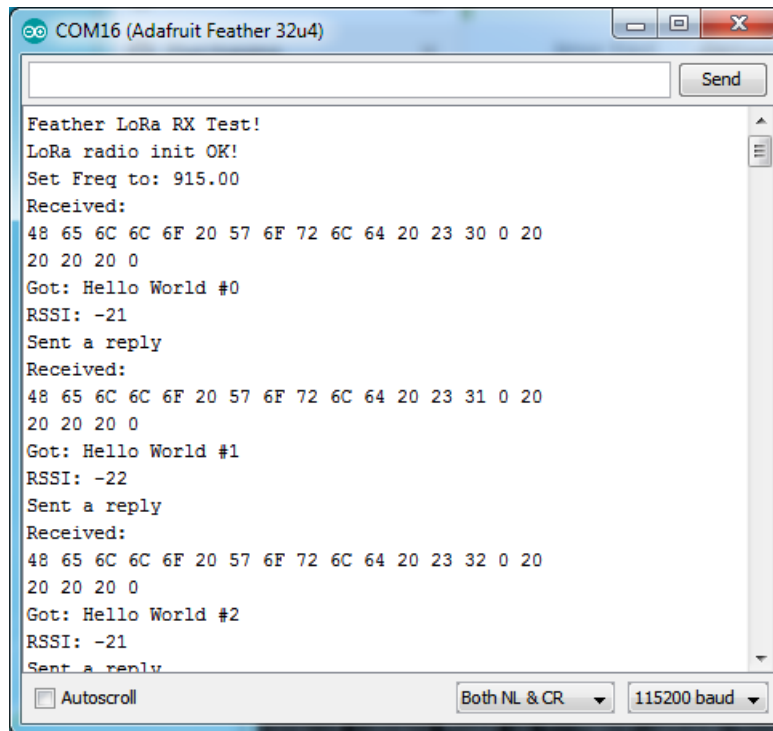 COM16 (Adafruit Feather 32u4)
Send
Feather LoRa RX Test!
LoRa radio init OK!
Set Freq to: 915.00
Received:
48 65 6C 6C 6F 20 57 6F 72 6C 64 20 23 30 0 20
20 20 20 0
Got: Hello World #0
RSSI: -21
Sent a reply
Received:
48 65 6C 6C 6F 20 57 6F 72 6C 64 20 23 31 0 20
20 20 20 0
Got: Hello World #1
RSSI: -22
Sent a reply
Received:
48 65 6C 6C 6F 20 57 6F 72 6C 64 20 23 32 0 20
20 20 20 0
Got: Hello World #2
RSSI: -21
Sent a reply
Autoscroll Both NL & CR 115200 baud